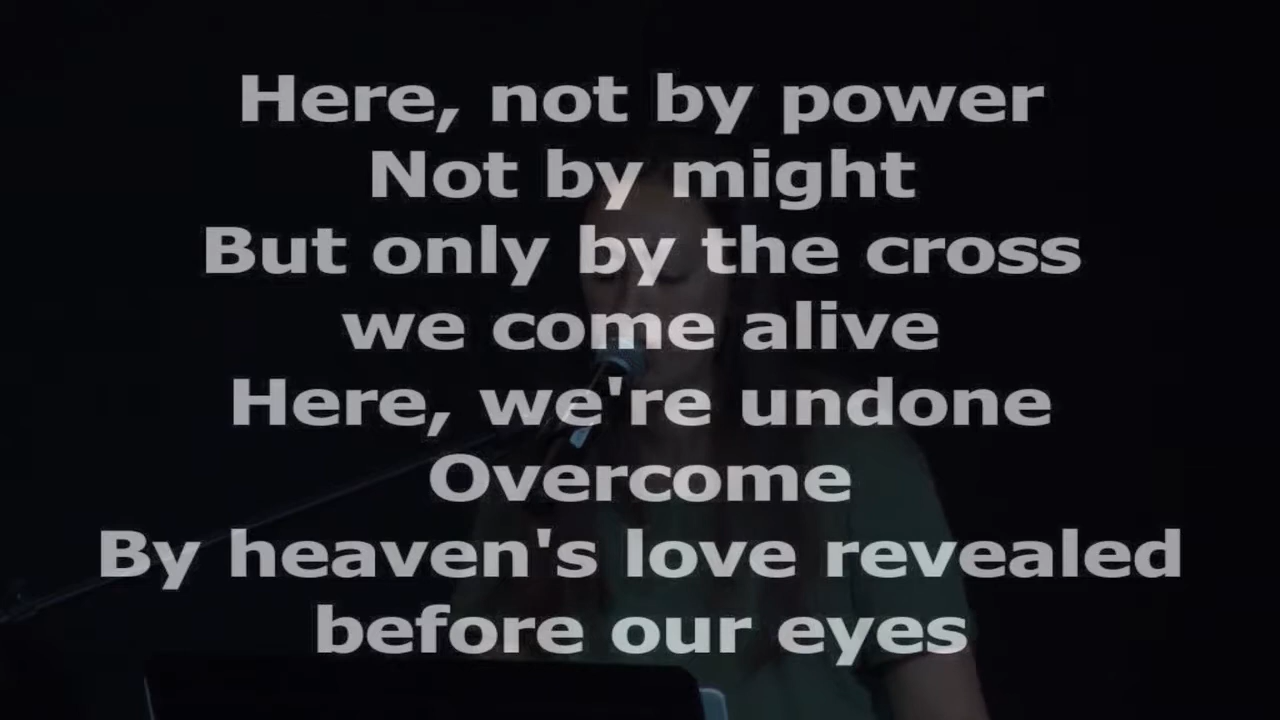 Here, not by power
Not by might
But only by the cross
we come alive
Here, we're undone
Overcome
By heaven's love revealed
before our eyes